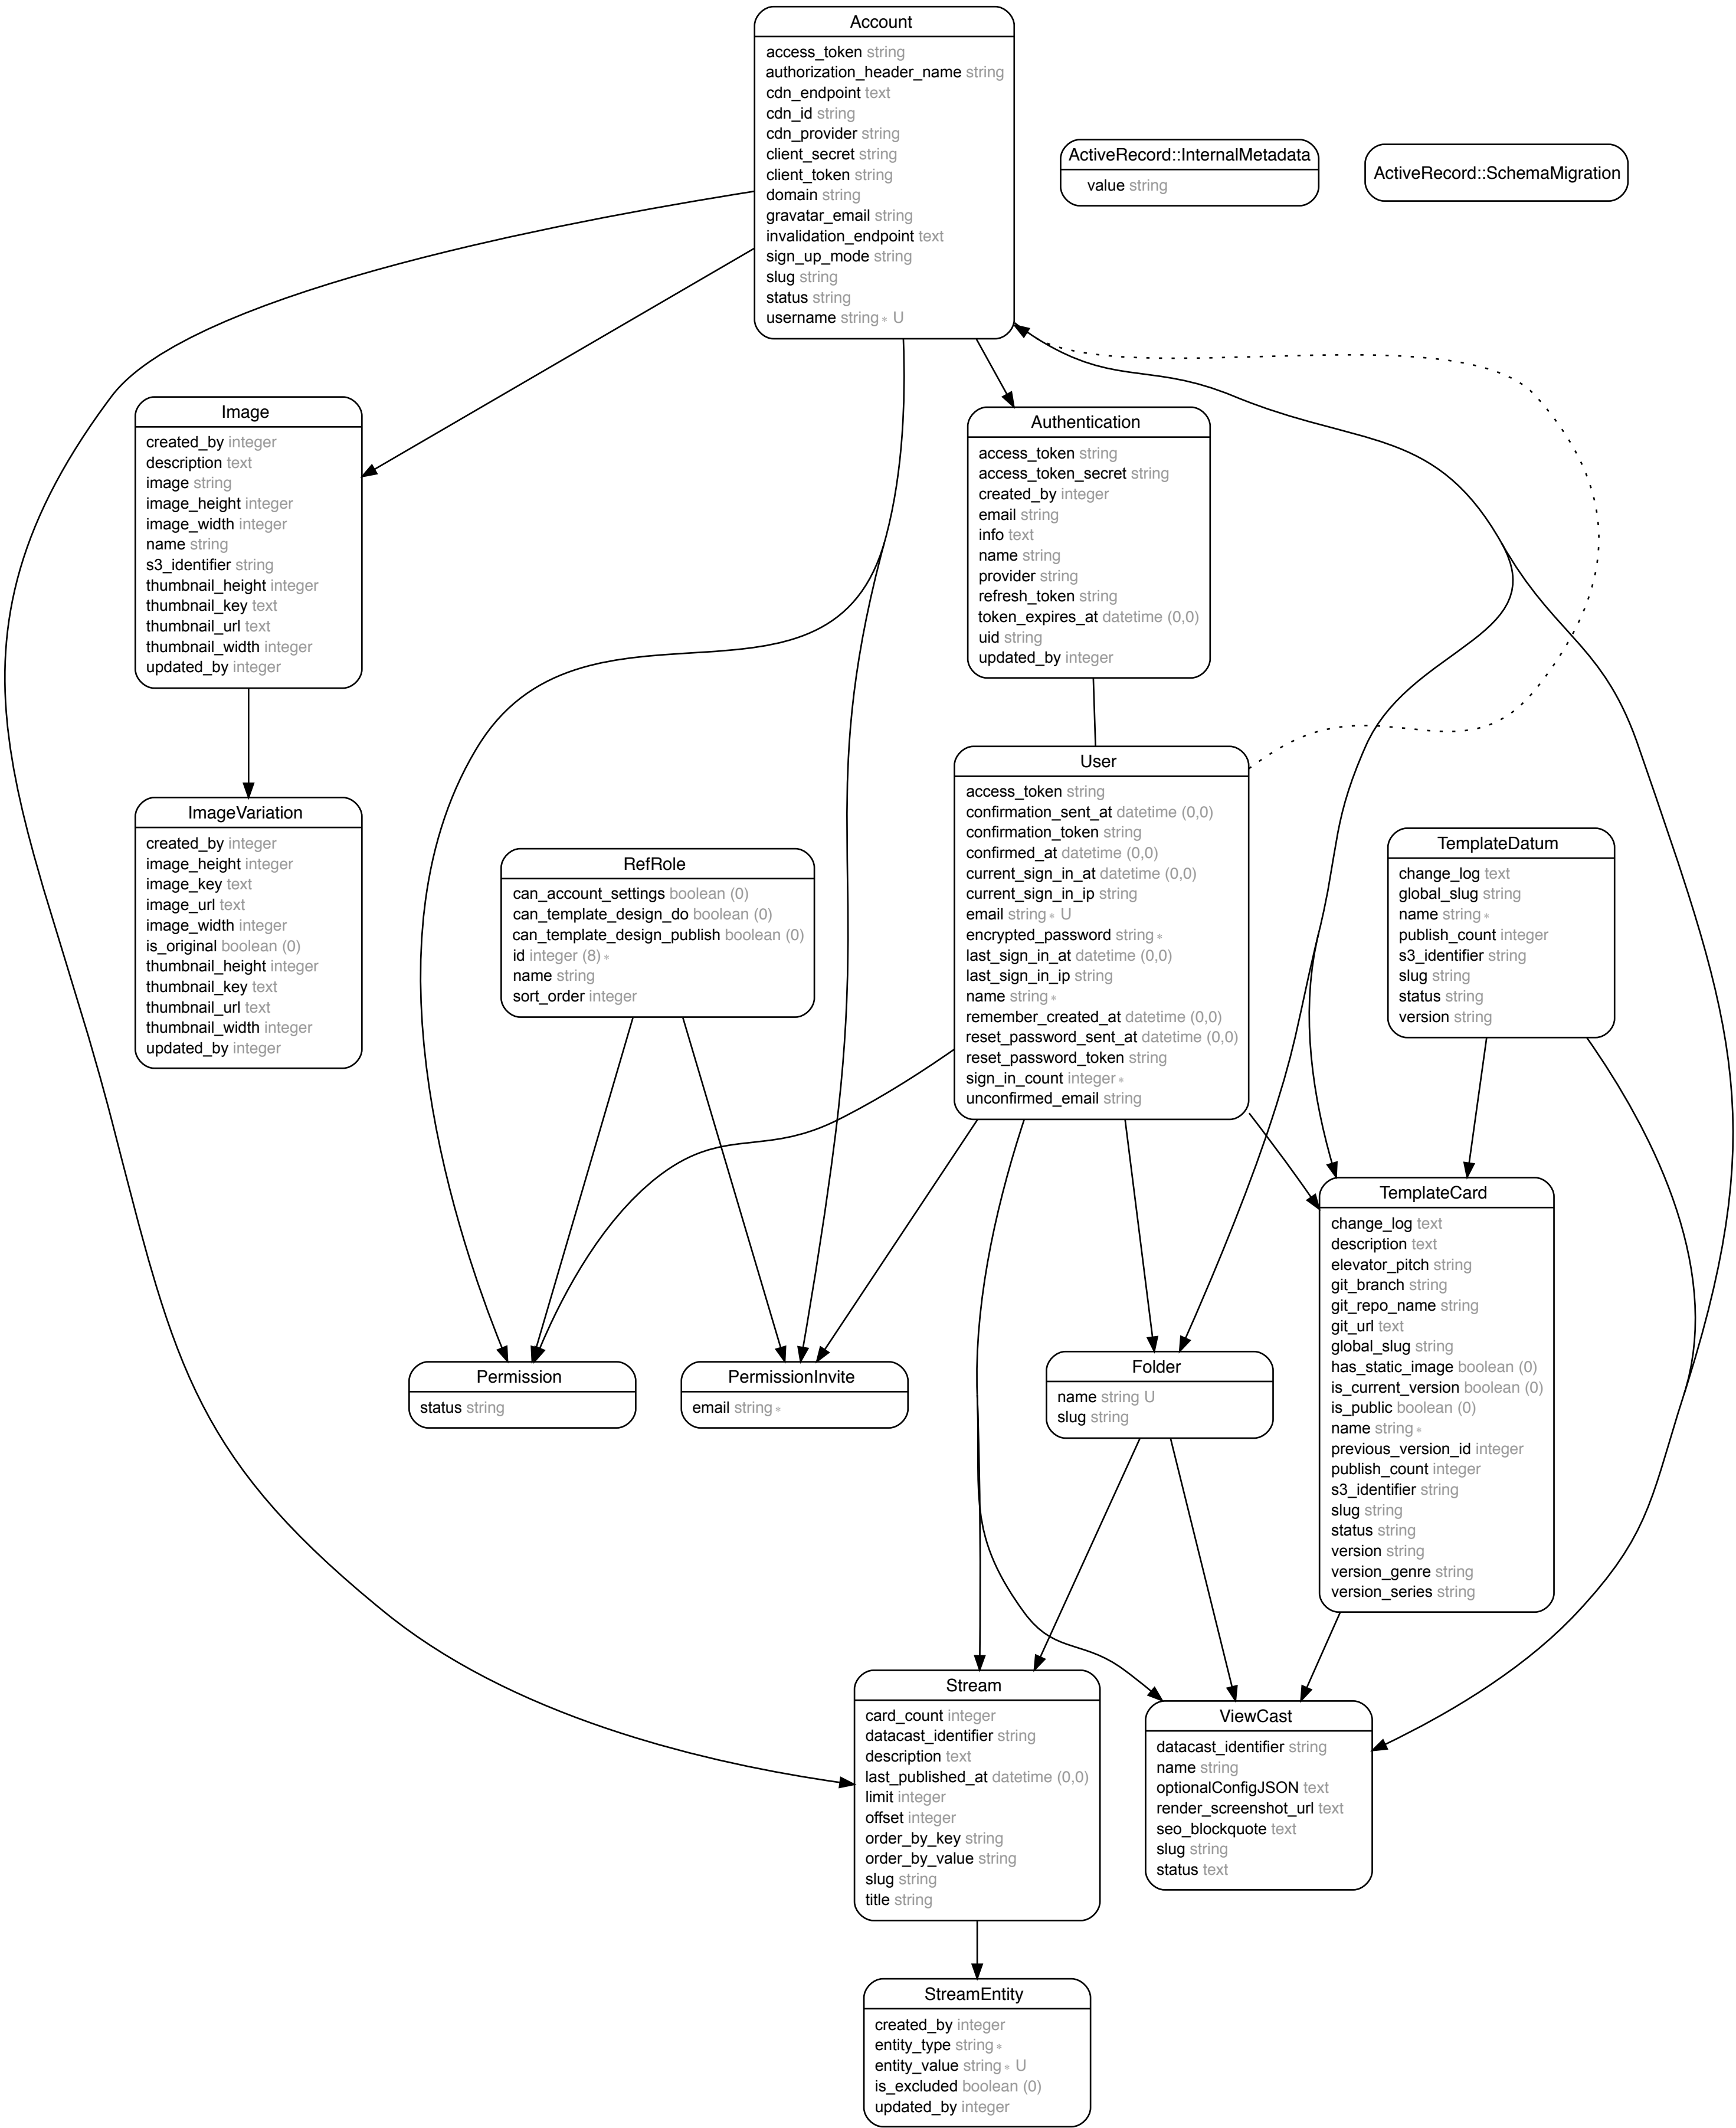 Account
access_token string
authorization_header_name string
cdn_endpoint text
cdn_id string
cdn_provider string
client_secret string
client_token string
domain string
gravatar_email string
invalidation_endpoint text
sign_up_mode string
slug string
status string
username string* U
ActiveRecord::InternalMetadata
value string
ActiveRecord::SchemaMigration
Image
created_by integer
description text
image string
image_height integer
image_width integer
name string
s3_identifier string
thumbnail_height integer
thumbnail_key text
thumbnail_url text
thumbnail_width integer
updated_by integer
Authentication
access_token string
access_token_secret string
created_by integer
email string
info text
name string
provider string
refresh_token string
token_expires_at datetime (0,0)
uid string
updated_by integer
User
access_token string
confirmation_sent_at datetime (0,0)
confirmation_token string
confirmed_at datetime (0,0)
current_sign_in_at datetime (0,0)
current_sign_in_ip string
email string* U
encrypted_password string*
last_sign_in_at datetime (0,0)
last_sign_in_ip string
name string*
remember_created_at datetime (0,0)
reset_password_sent_at datetime (0,0)
reset_password_token string
sign_in_count integer*
unconfirmed_email string
ImageVariation
created_by integer
image_height integer
image_key text
image_url text
image_width integer
is_original boolean (0)
thumbnail_height integer
thumbnail_key text
thumbnail_url text
thumbnail_width integer
updated_by integer
RefRole
can_account_settings boolean (0)
can_template_design_do boolean (0)
can_template_design_publish boolean (0)
id integer (8)*
name string
sort_order integer
TemplateDatum
change_log text
global_slug string
name string*
publish_count integer
s3_identifier string
slug string
status string
version string
TemplateCard
change_log text
description text
elevator_pitch string
git_branch string
git_repo_name string
git_url text
global_slug string
has_static_image boolean (0)
is_current_version boolean (0)
is_public boolean (0)
name string*
previous_version_id integer
publish_count integer
s3_identifier string
slug string
status string
version string
version_genre string
version_series string
Permission
status string
PermissionInvite
email string*
Folder
name string U
slug string
Stream
card_count integer
datacast_identifier string
description text
last_published_at datetime (0,0)
limit integer
offset integer
order_by_key string
order_by_value string
slug string
title string
ViewCast
datacast_identifier string
name string
optionalConfigJSON text
render_screenshot_url text
seo_blockquote text
slug string
status text
StreamEntity
created_by integer
entity_type string*
entity_value string* U
is_excluded boolean (0)
updated_by integer